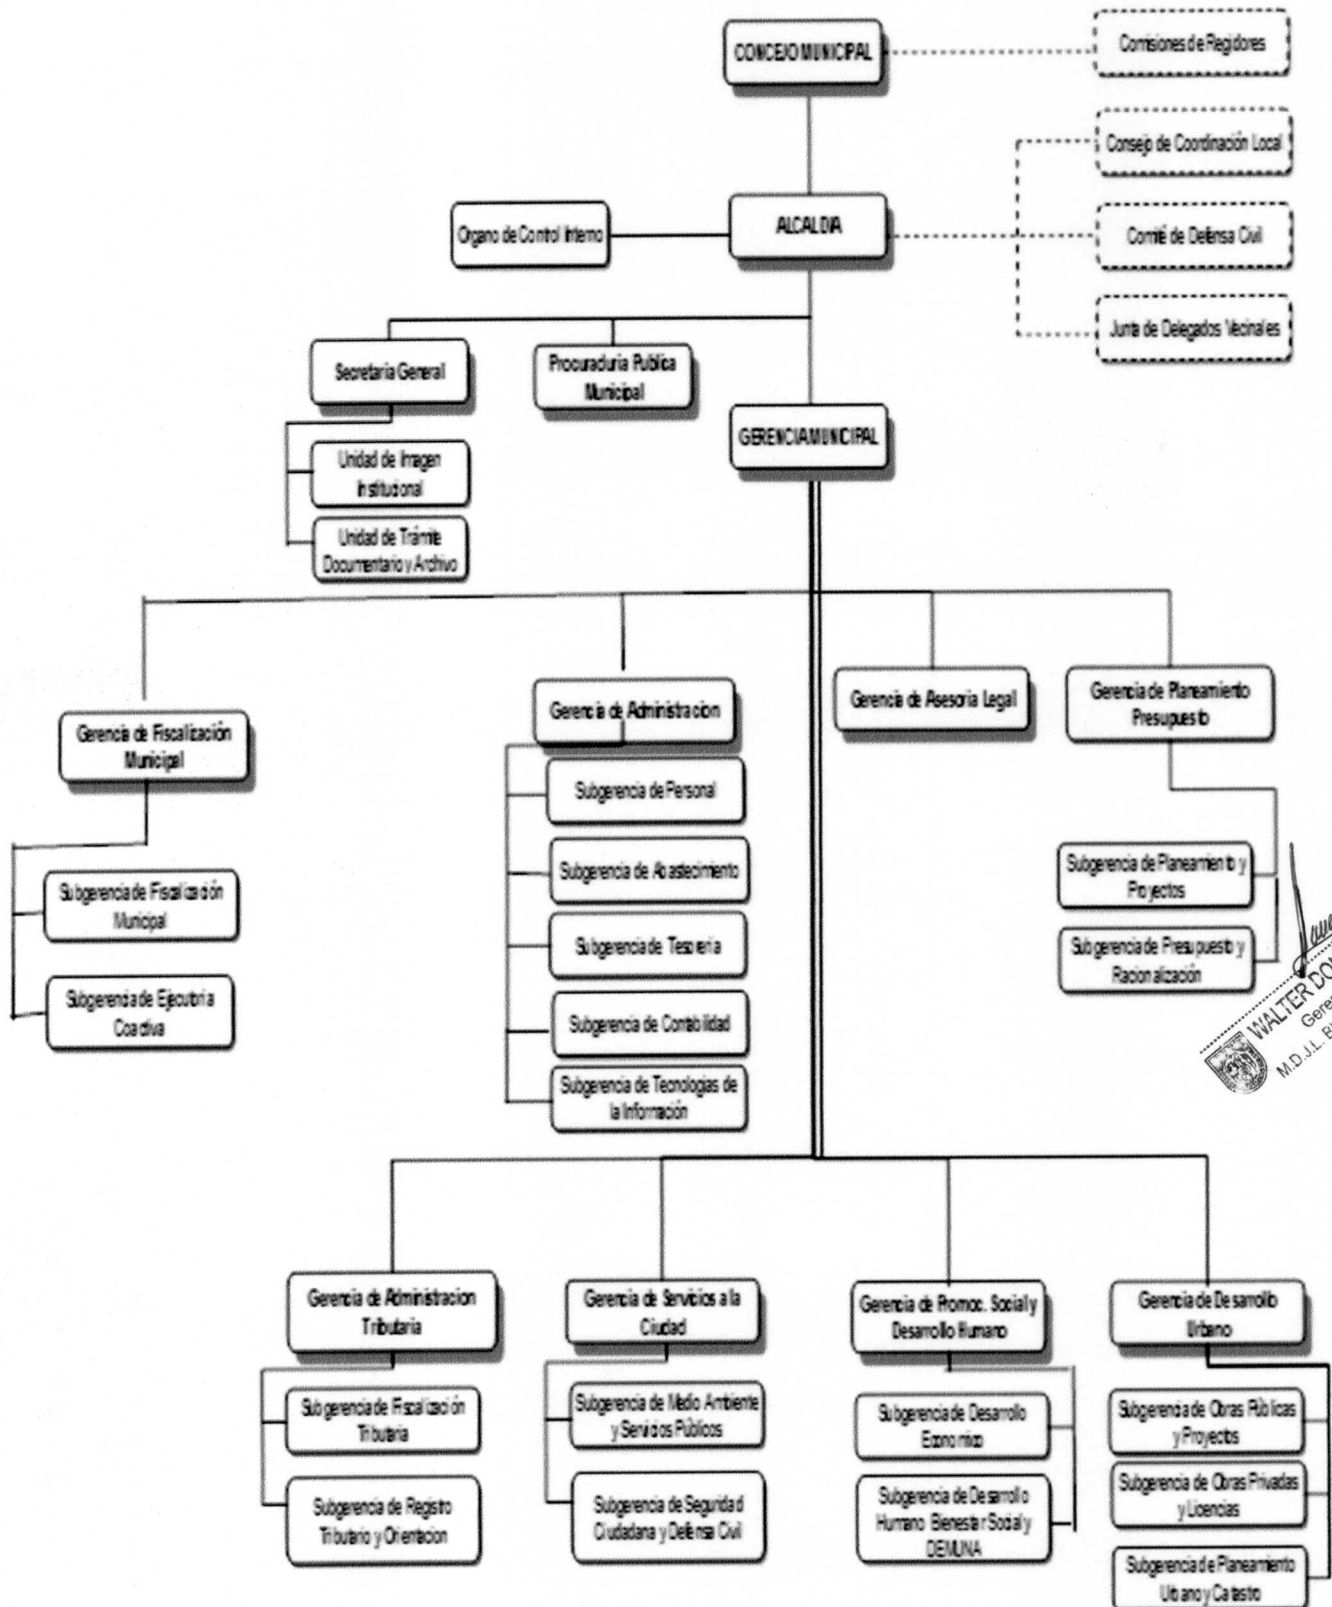 CONCEJO MUNICIPAL
Comisiones de Regidores
Consejo de Coordinación Local
Organo de Control Interno
ALCALDIA
Comité de Defensa Civil
Junta de Delegados Vecinales
Secretaria General
Procuraduria Publica
Municipal
GERENCIA MUNICIPAL
Unidad de Imagen
Institucional
Unidad de Trámite
Documentario y Archivo
Gerencia de Fiscalización
Municipal
Gerencia de Administracion
Gerencia de Asesoria Legal
Gerencia de Planeamiento
Presupuesto
Subgerencia de Fiscalización
Municipal
Subgerencia de Ejecutoria
Coactiva
Subgerencia de Personal
Subgerencia de Abastecimiento
Subgerencia de Tesoreria
Subgerencia de Contabilidad
Subgerencia de Tecnologias de
la Información
Subgerencia de Planeamiento y
Proyectos
Subgerencia de Presupuesto y
Racionalización
WALTER
M.D.J.L.
Gerencia de Administracion
Tributaria
Gerencia de Servicios a la
Ciudad
Gerencia de Promoc. Social y
Desarrollo Humano
Gerencia de Desarrollo
Urbano
Subgerencia de Fiscalización
Tributaria
Subgerencia de Registro
Tributario y Orientacion
Subgerencia de Medio Ambiente
y Servicios Públicos
Subgerencia de Seguridad
Ciudadana y Defensa Civil
Subgerencia de Desarrollo
Economico
Subgerencia de Desarrollo
Humano Bienestar Social y
DEMUNA
Subgerencia de Obras Públicas
y Proyectos
Subgerencia de Obras Privadas
y Licencias
Subgerencia de Planeamiento
Urbano y Catastro